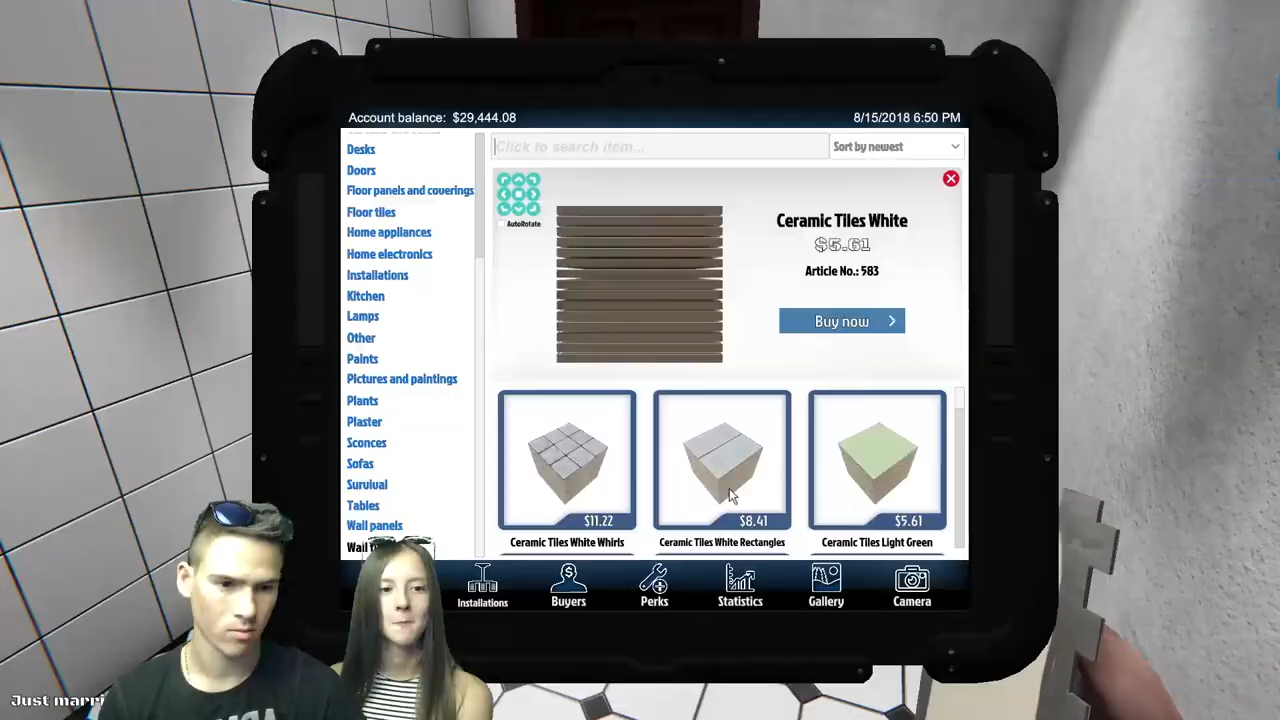 Account balance: $29,444.08
8/15/2018 6:50 PM
Desks
Doors
Floor panels and coverings
Floor tiles
Home appliances
Home electronics
Installations
Kitchen
Lamps
Other
Paints
Pictures and paintings
Plants
Plaster
Sconces
Sofas
Survival
Tables
Wall panels
Wall
Click to search item...
Sort by newest
AutoRotate
Ceramic Tiles White
$5.61
Article No.: 583
Buy now
$11.22
$8.41
$5.61
Ceramic Tiles White Whirls
Ceramic Tiles White Rectangles
Ceramic Tiles Light Green
Installations
Buyers
Perks
Statistics
Gallery
Camera
Just marri